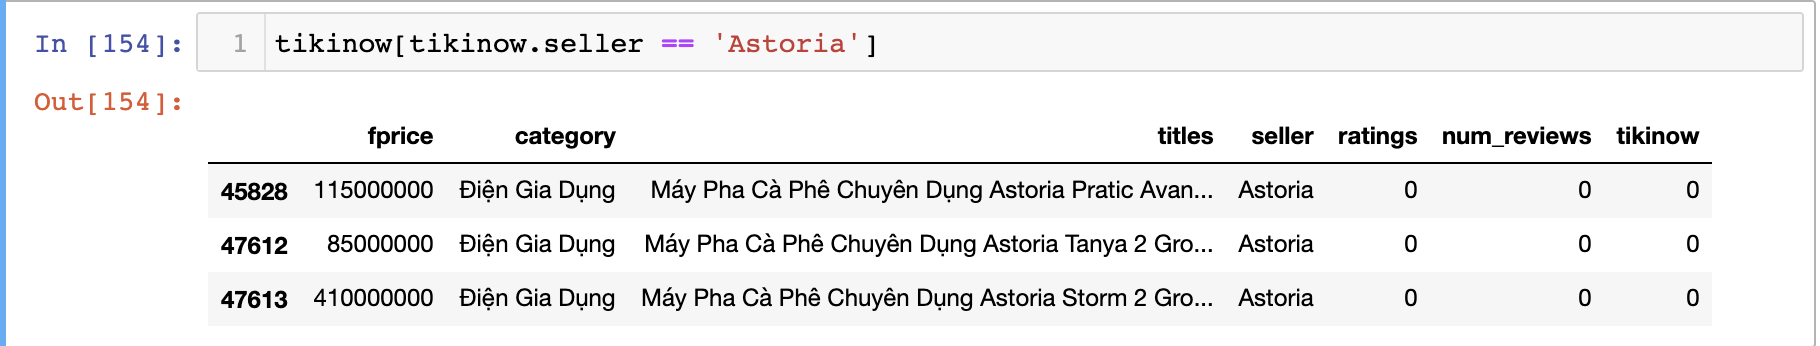 In [154]: 1 tikinow[tikinow.seller == 'Astoria']
Out[154]:
fprice category titles seller ratings num_reviews tikinow
45828 115000000 Điện Gia Dụng Máy Pha Cà Phê Chuyên Dụng Astoria Pratic Avan... Astoria 0 0 0
47612 85000000 Điện Gia Dụng Máy Pha Cà Phê Chuyên Dụng Astoria Tanya 2 Gro... Astoria 0 0 0
47613 410000000 Điện Gia Dụng Máy Pha Cà Phê Chuyên Dụng Astoria Storm 2 Gro... Astoria 0 0 0